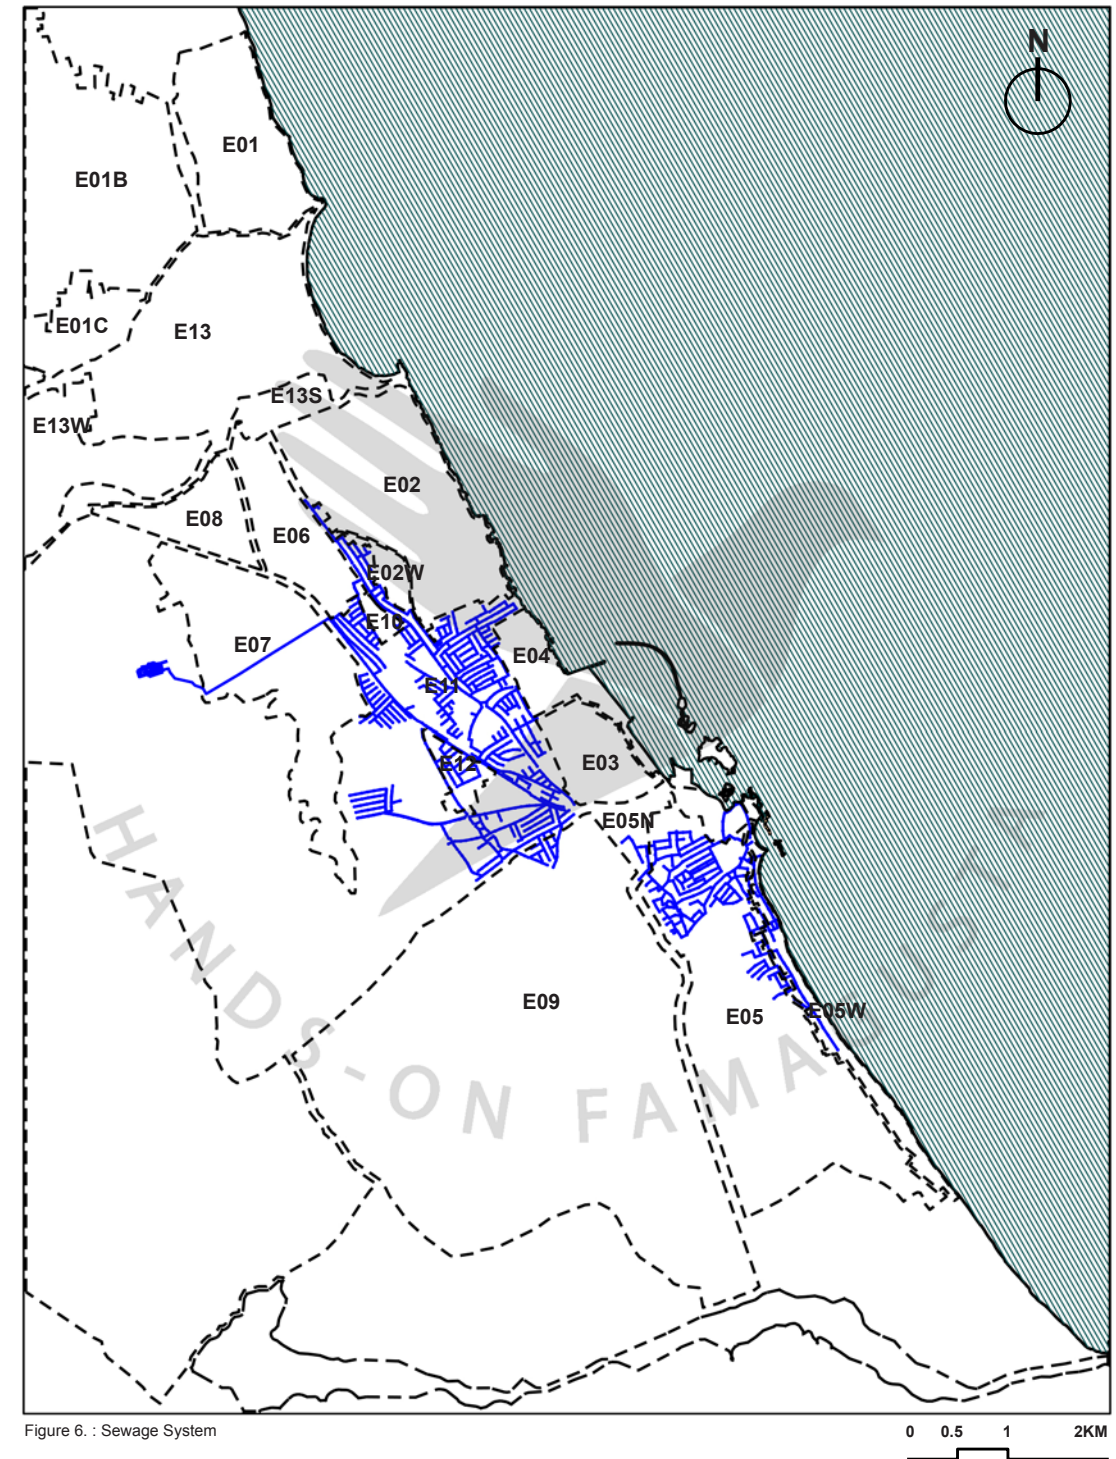 N
E01
E01B
E01C
E13
E13S
E13W
E02
E08
E06
E02W
E10
E07
E04
E11
E03
E12
E05N
E09
E05
E05W
HANDS-ON FAMAGUSTA
Figure 6. : Sewage System
0 0.5 1 2KM